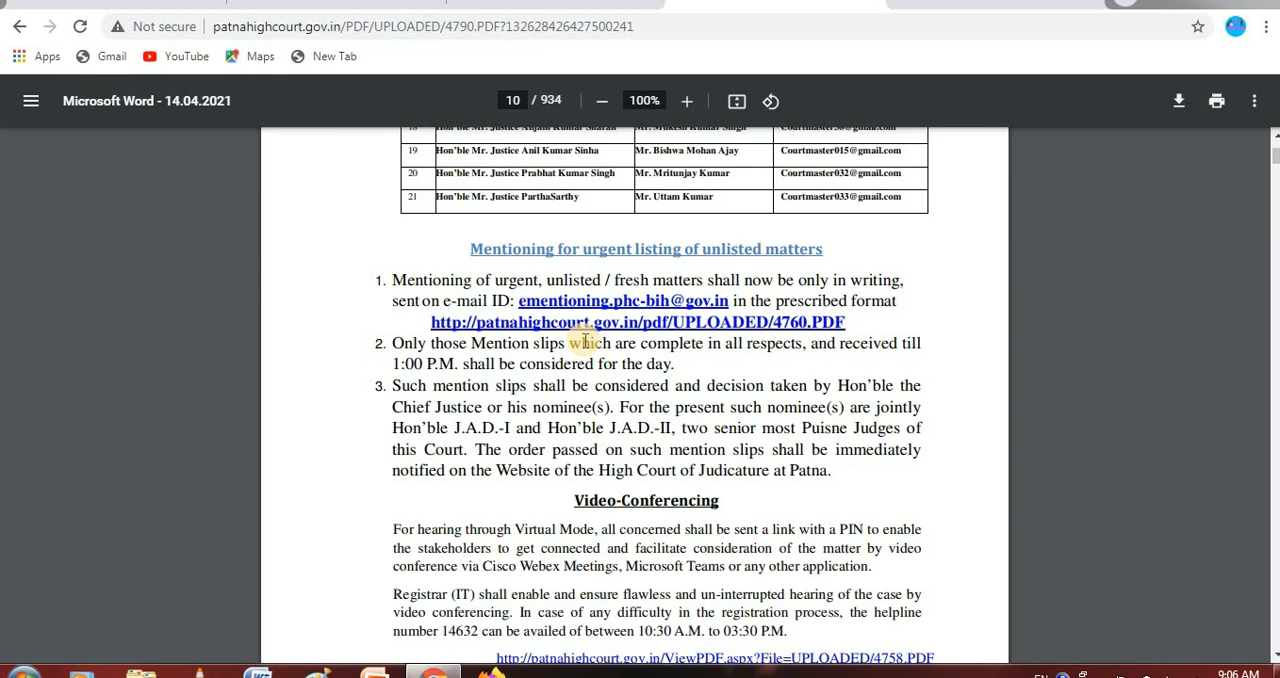 Not secure patnahighcourt.gov.in/PDF/UPLOADED/4790.PDF?132628426427500241
Apps Gmail YouTube Maps New Tab
Microsoft Word - 14.04.2021 10 / 934 100%
19 Hon'ble Mr. Justice Anil Kumar Sinha Mr. Bishwa Mohan Ajay Courtmaster015@gmail.com
20 Hon'ble Mr. Justice Prabhat Kumar Singh Mr. Mritunjay Kumar Courtmaster032@gmail.com
21 Hon'ble Mr. Justice ParthaSarthy Mr. Uttam Kumar Courtmaster033@gmail.com
Mentioning for urgent listing of unlisted matters
1. Mentioning of urgent, unlisted / fresh matters shall now be only in writing,
sent on e-mail ID: ementioning.phc-bih@gov.in in the prescribed format
http://patnahighcourt.gov.in/pdf/UPLOADED/4760.PDF
2. Only those Mention slips which are complete in all respects, and received till
1:00 P.M. shall be considered for the day.
3. Such mention slips shall be considered and decision taken by Hon'ble the
Chief Justice or his nominee(s). For the present such nominee(s) are jointly
Hon'ble J.A.D.-I and Hon'ble J.A.D.-II, two senior most Puisne Judges of
this Court. The order passed on such mention slips shall be immediately
notified on the Website of the High Court of Judicature at Patna.
Video-Conferencing
For hearing through Virtual Mode, all concerned shall be sent a link with a PIN to enable
the stakeholders to get connected and facilitate consideration of the matter by video
conference via Cisco Webex Meetings, Microsoft Teams or any other application.
Registrar (IT) shall enable and ensure flawless and un-interrupted hearing of the case by
video conferencing. In case of any difficulty in the registration process, the helpline
number 14632 can be availed of between 10:30 A.M. to 03:30 P.M.
http://patnahighcourt.gov.in/ViewPDF.aspx?File=UPLOADED/4758.PDF
9:06 AM